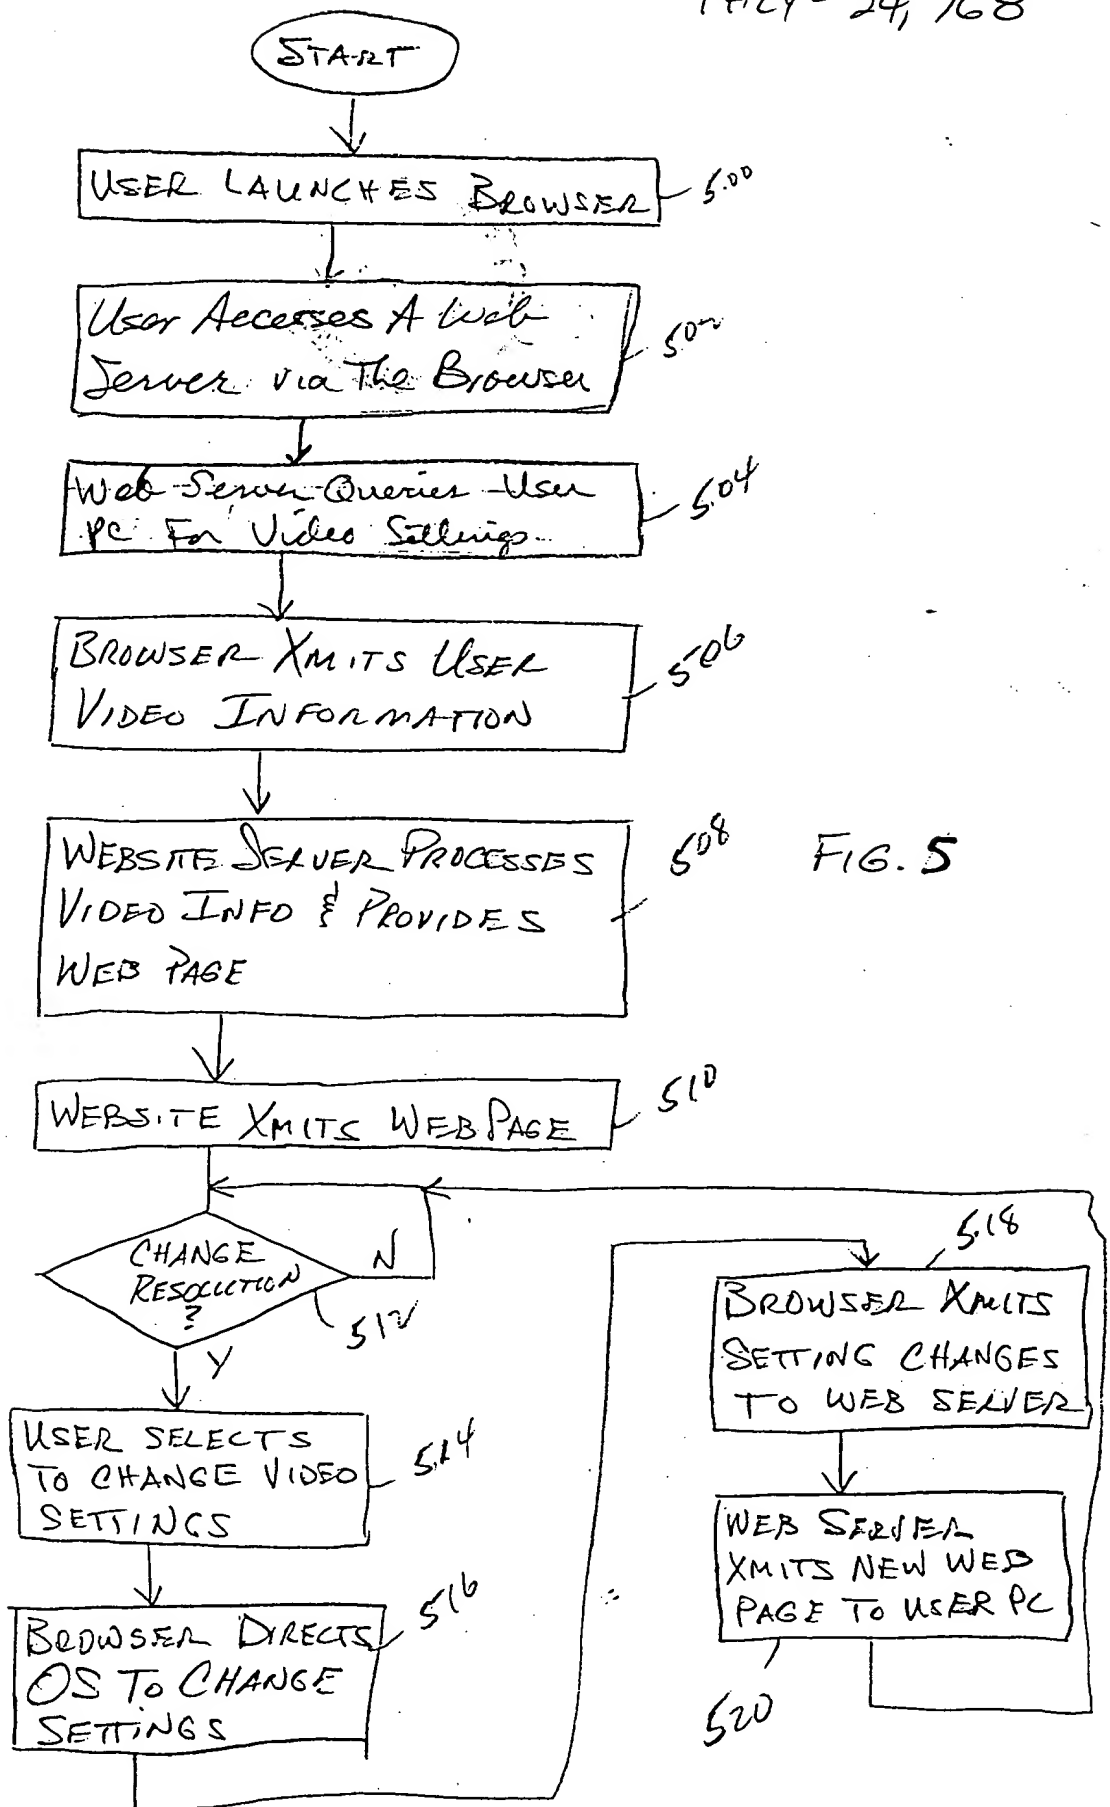 24, 768
START
USER LAUNCHES BROWSER
500
User Accesses A Web
Server via The Browser
502
Web Server Queries User
PC For Video Settings
504
BROWSER XMITS USER
VIDEO INFORMATION
506
WEBSITE SERVER PROCESSES
VIDEO INFO & PROVIDES
WEB PAGE
508
FIG. 5
WEBSITE XMITS WEB PAGE
510
CHANGE
RESOLUTION
?
N
512
Y
USER SELECTS
TO CHANGE VIDEO
SETTINGS
514
BROWSER DIRECTS
OS TO CHANGE
SETTINGS
516
518
BROWSER XMITS
SETTING CHANGES
TO WEB SERVER
WEB SERVER
XMITS NEW WEB
PAGE TO USER PC
520